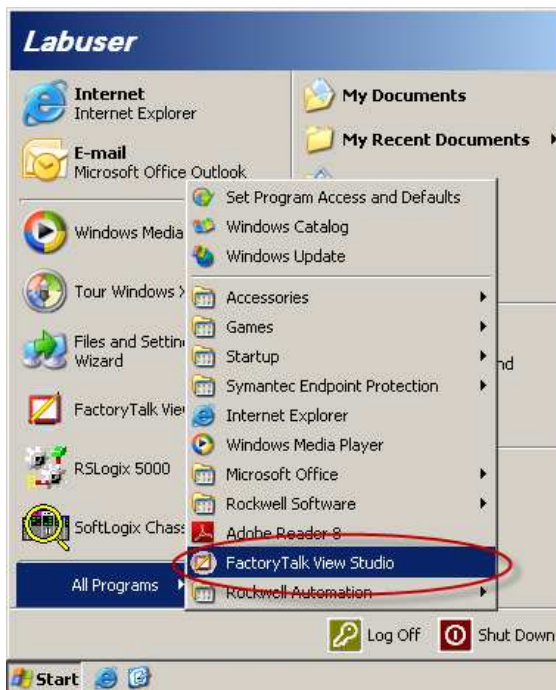 Labuser
Internet
Internet Explorer
E-mail
Microsoft Office Outlook
Windows Media
Tour Windows
Files and Settin
Wizard
FactoryTalk Vie
RSLogix 5000
SoftLogix Chass
All Programs
My Documents
My Recent Documents
Set Program Access and Defaults
Windows Catalog
Windows Update
Accessories
Games
Startup
Symantec Endpoint Protection
Internet Explorer
Windows Media Player
Microsoft Office
Rockwell Software
Adobe Reader 8
FactoryTalk View Studio
Rockwell Automation
nd
Log Off
Shut Down
Start